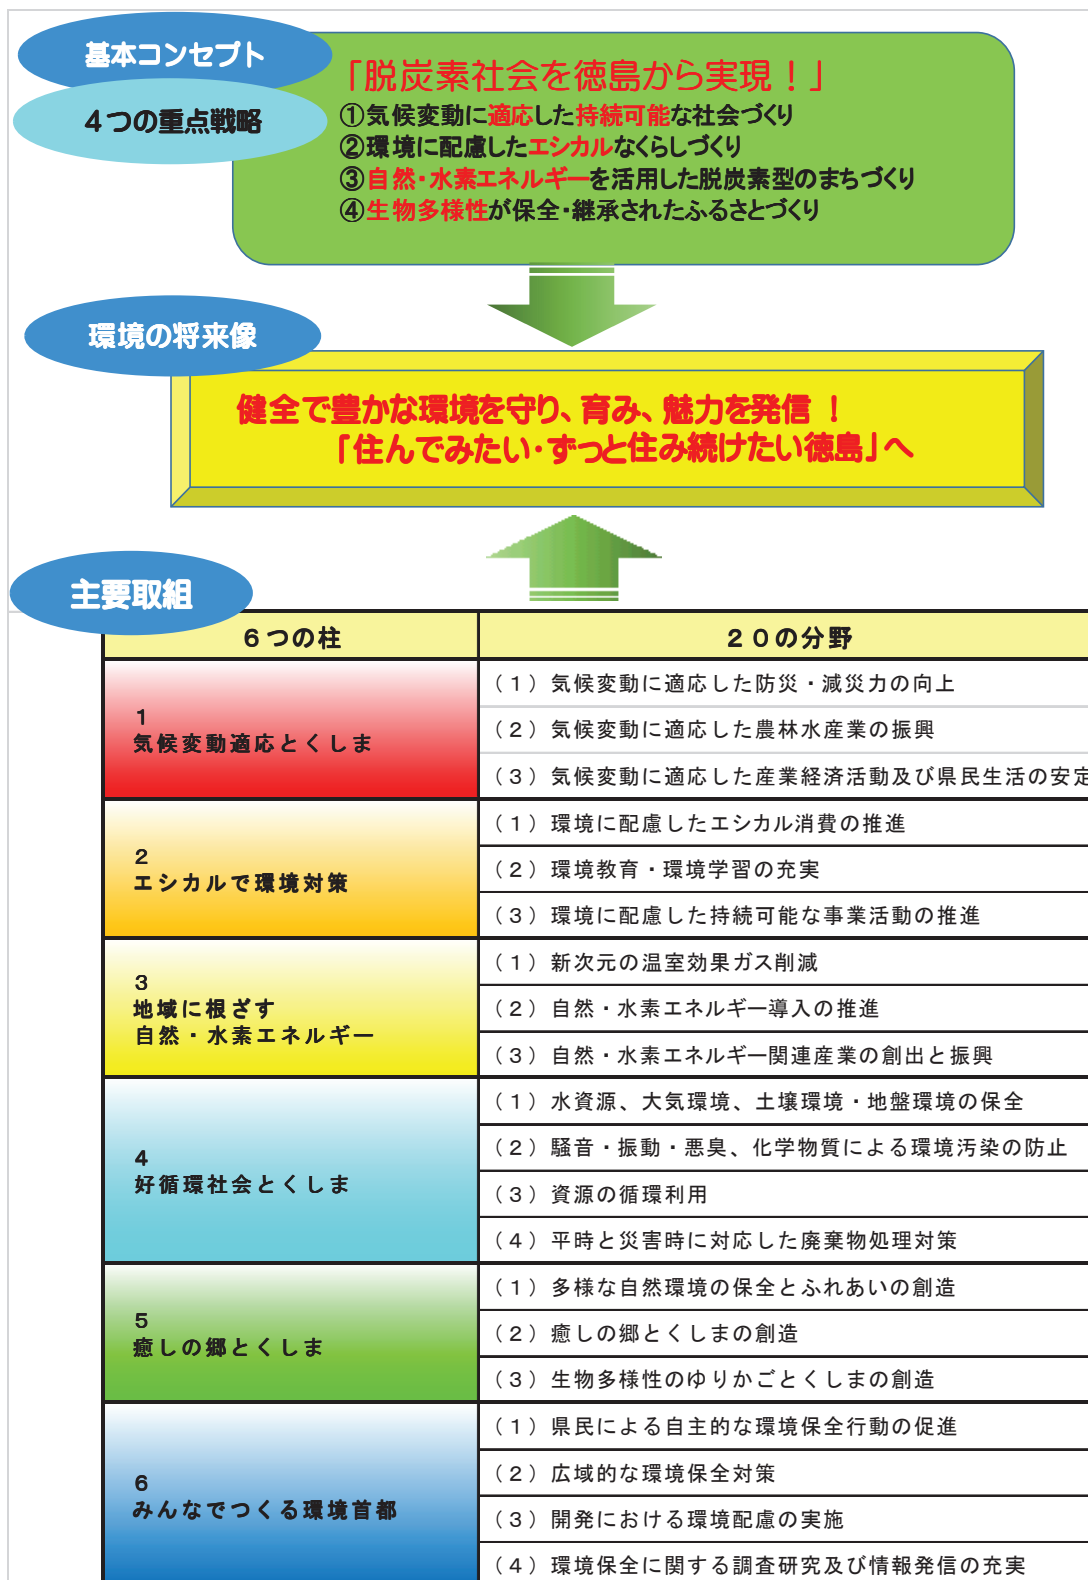 基本コンセプト
４つの重点戦略
「脱炭素社会を徳島から実現！」
①気候変動に適応した持続可能な社会づくり
②環境に配慮したエシカルなくらしづくり
③自然・水素エネルギーを活用した脱炭素型のまちづくり
④生物多様性が保全・継承されたふるさとづくり
環境の将来像
健全で豊かな環境を守り、育み、魅力を発信 ！
「住んでみたい・ずっと住み続けたい徳島」へ
主要取組
６つの柱
２０の分野
１
気候変動適応とくしま
（１）気候変動に適応した防災・減災力の向上
（２）気候変動に適応した農林水産業の振興
（３）気候変動に適応した産業経済活動及び県民生活の安定
２
エシカルで環境対策
（１）環境に配慮したエシカル消費の推進
（２）環境教育・環境学習の充実
（３）環境に配慮した持続可能な事業活動の推進
３
地域に根ざす
自然・水素エネルギー
（１）新次元の温室効果ガス削減
（２）自然・水素エネルギー導入の推進
（３）自然・水素エネルギー関連産業の創出と振興
４
好循環社会とくしま
（１）水資源、大気環境、土壌環境・地盤環境の保全
（２）騒音・振動・悪臭、化学物質による環境汚染の防止
（３）資源の循環利用
（４）平時と災害時に対応した廃棄物処理対策
５
癒しの郷とくしま
（１）多様な自然環境の保全とふれあいの創造
（２）癒しの郷とくしまの創造
（３）生物多様性のゆりかごとくしまの創造
６
みんなでつくる環境首都
（１）県民による自主的な環境保全行動の促進
（２）広域的な環境保全対策
（３）開発における環境配慮の実施
（４）環境保全に関する調査研究及び情報発信の充実